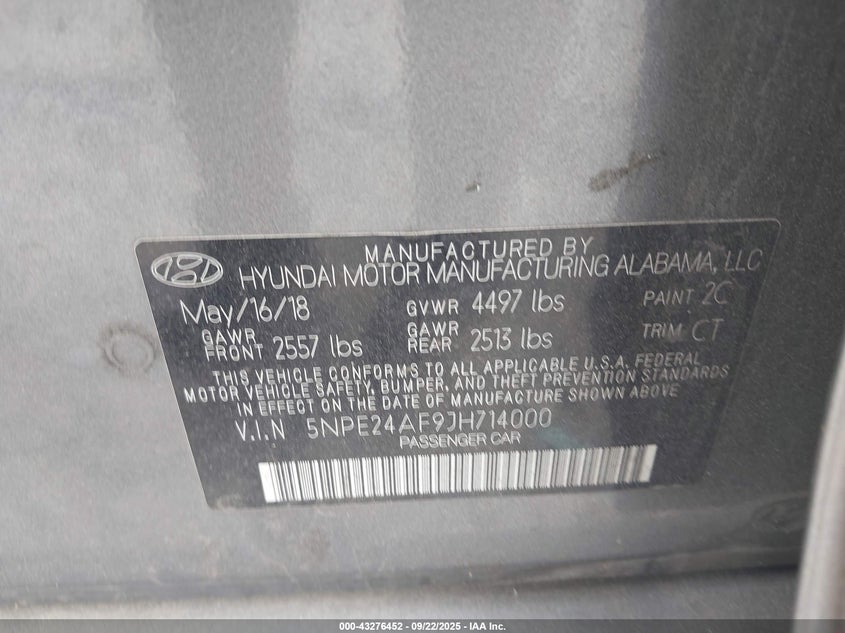 MANUFACTURED BY
HYUNDAI MOTOR MANUFACTURING ALABAMA, LLC
May/16/18 GVWR 4497 lbs PAINT 2C
GAWR FRONT 2557 lbs GAWR REAR 2513 lbs TRIM CT
THIS VEHICLE CONFORMS TO ALL APPLICABLE U.S.A. FEDERAL
MOTOR VEHICLE SAFETY, BUMPER, AND THEFT PREVENTION STANDARDS
IN EFFECT ON THE DATE OF MANUFACTURE SHOWN ABOVE
V.I.N 5NPE24AF9JH714000
PASSENGER CAR
000-43276452 - 09/22/2025 - IAA Inc.